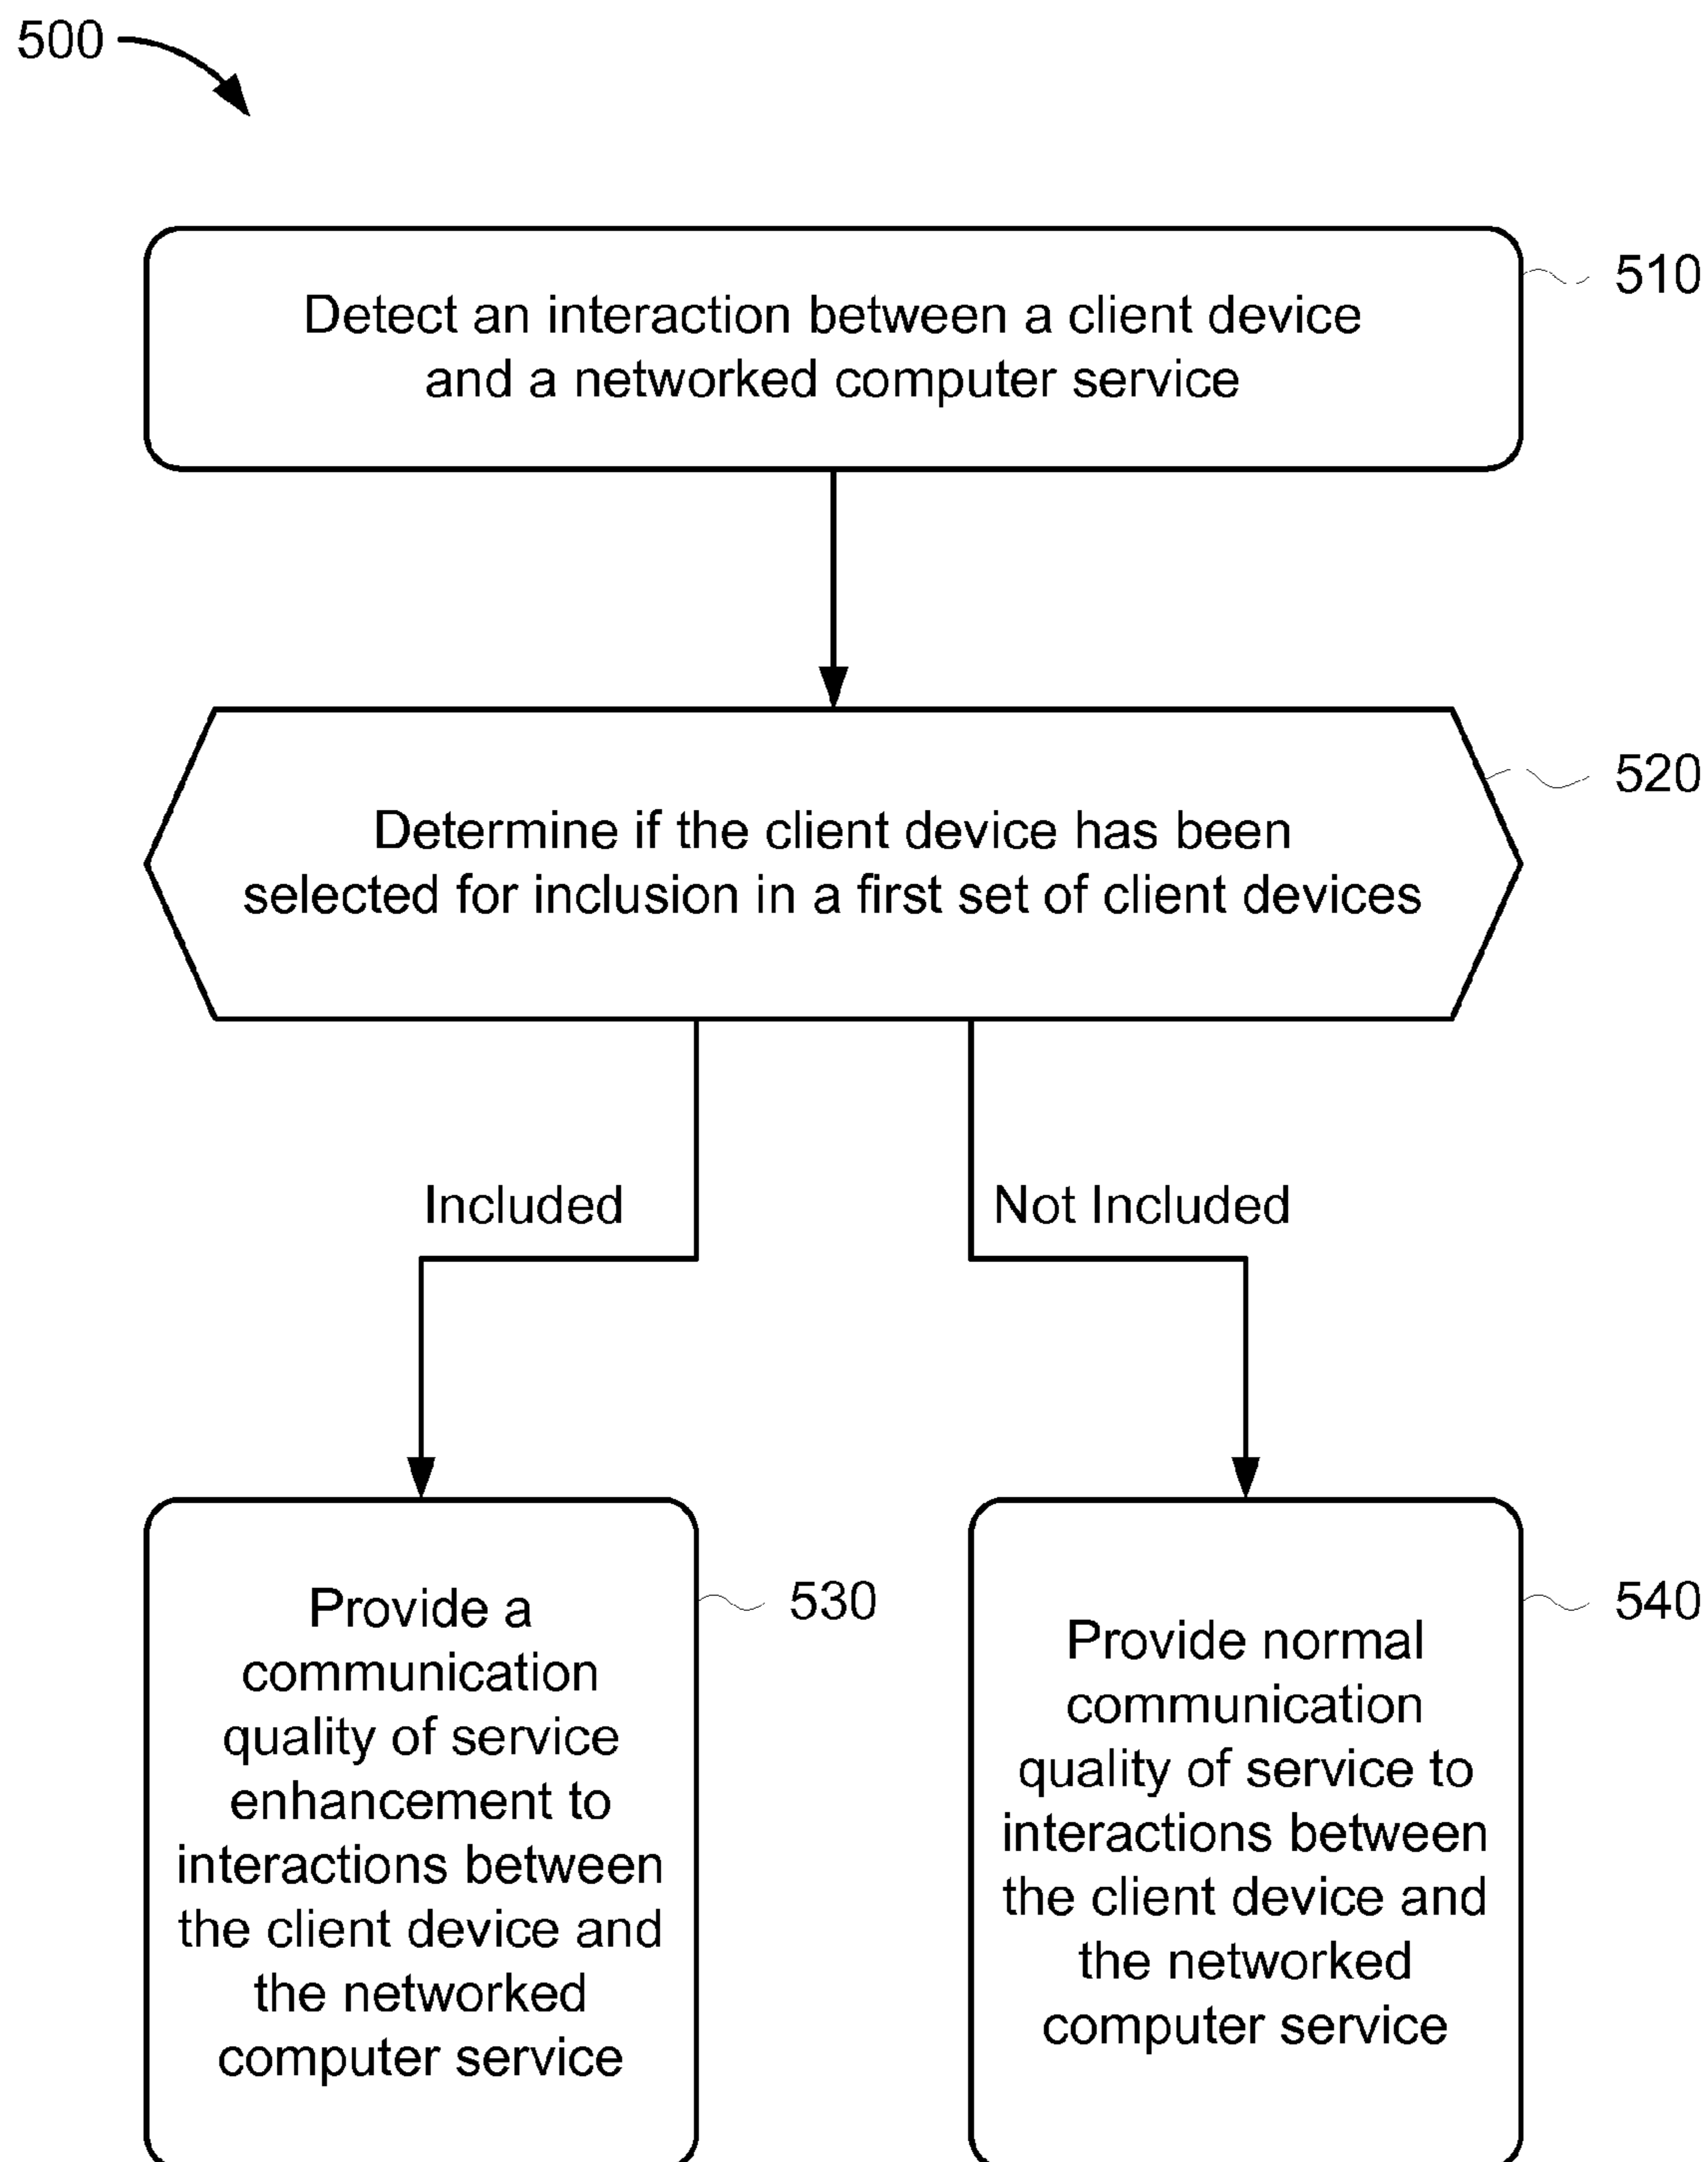 500
Detect an interaction between a client device
and a networked computer service
510
Determine if the client device has been
selected for inclusion in a first set of client devices
520
Included
Not Included
Provide a
communication
quality of service
enhancement to
interactions between
the client device and
the networked
computer service
530
Provide normal
communication
quality of service to
interactions between
the client device and
the networked
computer service
540